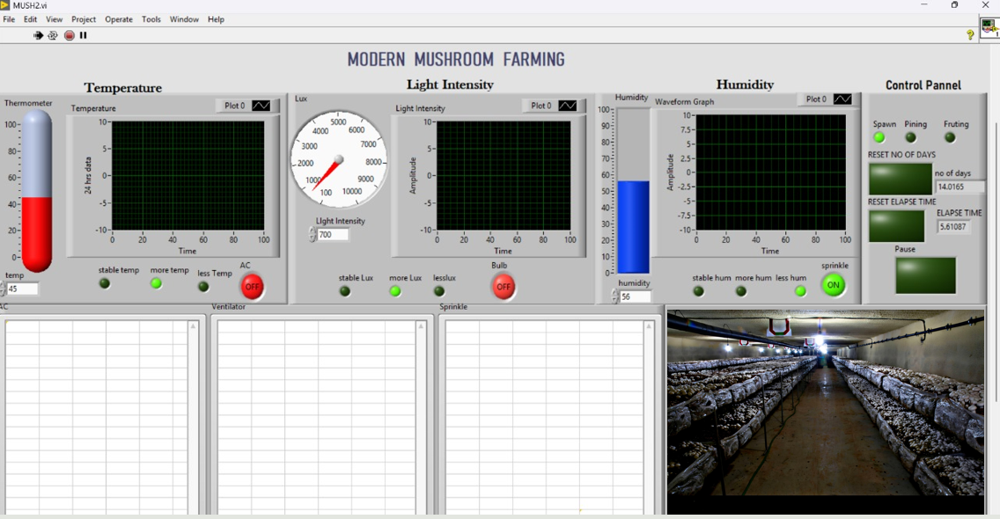 MUSH2.vi
File Edit View Project Operate Tools Window Help
MODERN MUSHROOM FARMING
Temperature
Light Intensity
Humidity
Control Pannel
Thermometer
100
80
60
40
20
0
temp
45
Temperature
Plot 0
24 hrs data
10
5
0
-5
-10
0 20 40 60 80 100
Time
stable temp
more temp
less Temp
AC
OFF
Lux
100
1000
2000
3000
4000
5000
6000
7000
8000
9000
10000
LIght Intensity
700
Light Intensity
Plot 0
Amplitude
10
5
0
-5
-10
0 20 40 60 80 100
Time
stable Lux
more Lux
lesslux
Bulb
OFF
Humidity
100
90
80
70
60
50
40
30
20
10
0
humidity
56
Waveform Graph
Plot 0
Amplitude
10
7.5
5
2.5
0
-2.5
-5
-7.5
-10
0 20 40 60 80 100
Time
stable hum
more hum
less hum
sprinkle
ON
Spawn Pining Fruting
RESET NO OF DAYS
no of days
14.0165
RESET ELAPSE TIME
ELAPSE TIME
5.61087
Pause
AC
Ventilator
Sprinkle